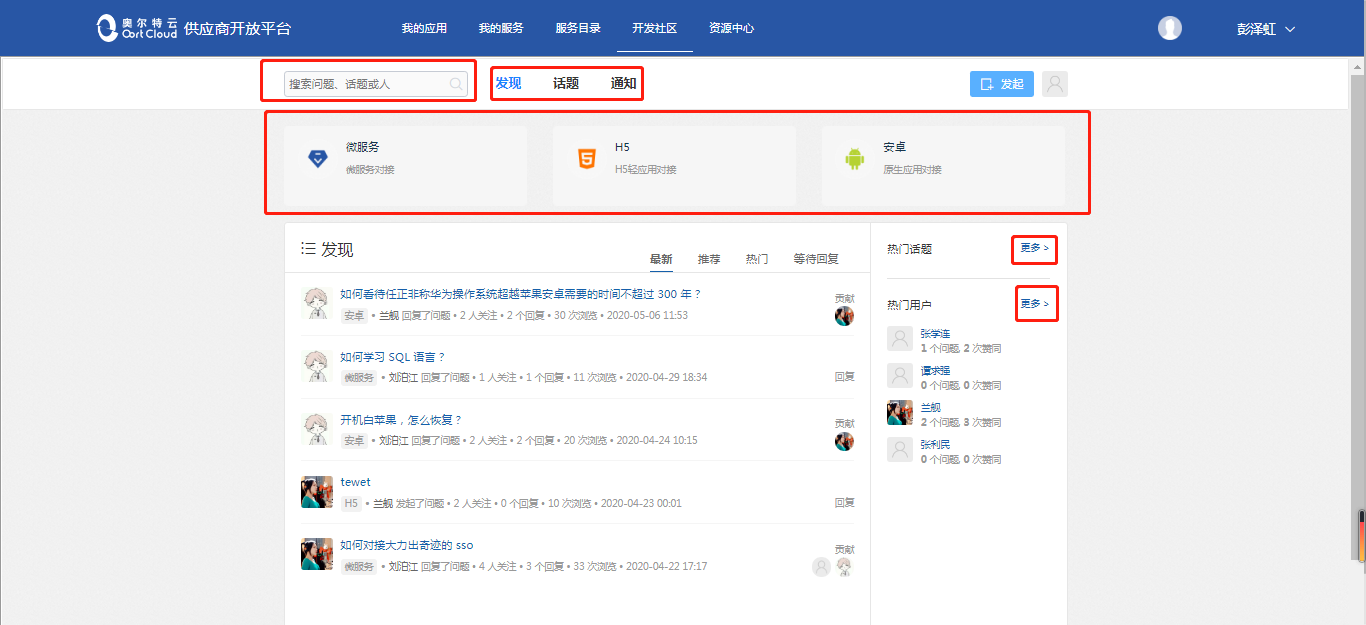 奥尔特云
OortCloud
供应商开放平台
我的应用 我的服务 服务目录 开发社区 资源中心
彭泽虹
搜索问题、话题或人
发现 话题 通知
发起
微服务
微服务对接
H5
H5轻应用对接
安卓
原生应用对接
发现
最新 推荐 热门 等待回复
如何看待任正非称华为操作系统超越苹果安卓需要的时间不超过 300 年？
贡献
安卓 • 兰舰 回复了问题 • 2 人关注 • 2 个回复 • 30 次浏览 • 2020-05-06 11:53
如何学习 SQL 语言？
微服务 • 刘泊江 回复了问题 • 1 人关注 • 1 个回复 • 11 次浏览 • 2020-04-29 18:34
回复
开机白苹果，怎么恢复？
贡献
安卓 • 刘泊江 回复了问题 • 2 人关注 • 2 个回复 • 20 次浏览 • 2020-04-24 10:15
tewet
H5 • 兰舰 发起了问题 • 2 人关注 • 0 个回复 • 10 次浏览 • 2020-04-23 00:01
回复
如何对接大力出奇迹的 sso
贡献
微服务 • 刘泊江 回复了问题 • 4 人关注 • 3 个回复 • 33 次浏览 • 2020-04-22 17:17
热门话题
更多 >
热门用户
更多 >
张学连
1 个问题, 2 次赞同
谭求强
0 个问题, 0 次赞同
兰舰
2 个问题, 3 次赞同
张利民
0 个问题, 0 次赞同